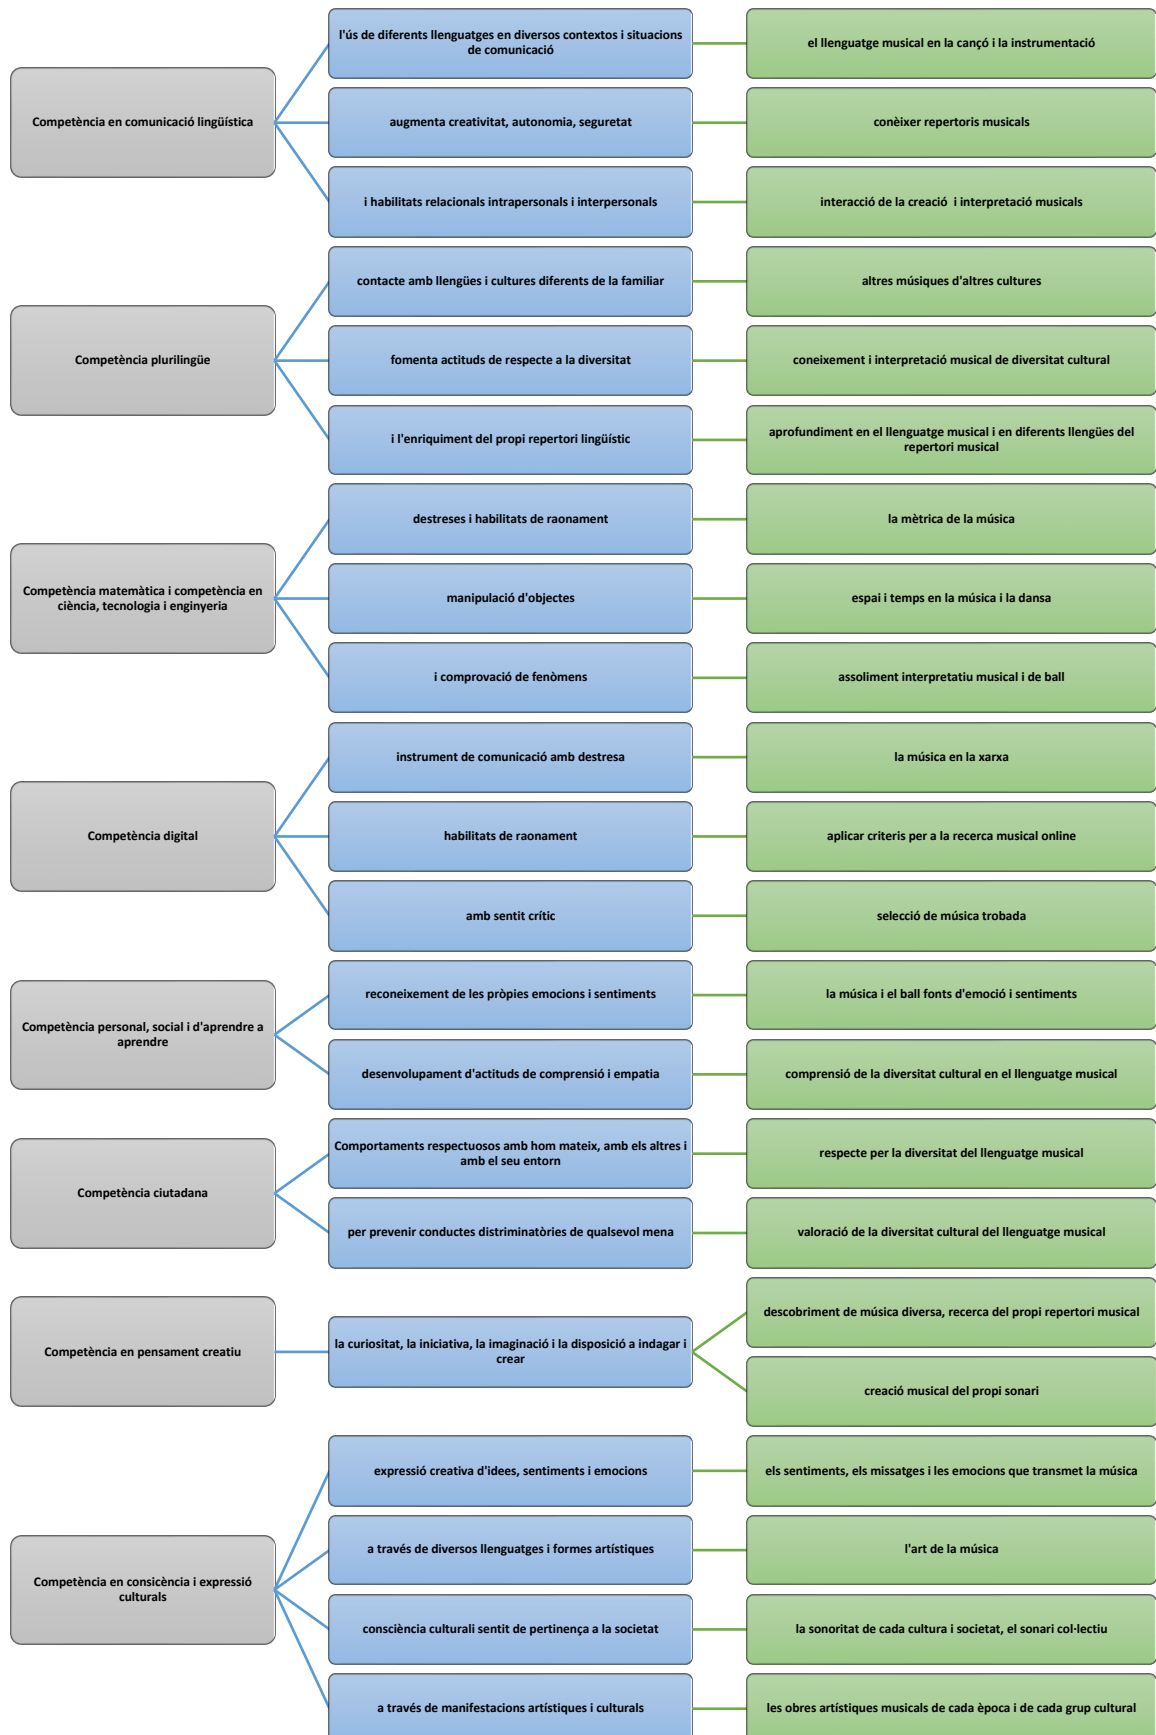 Competència en comunicació lingüística
l'ús de diferents llenguatges en diversos contextos i situacions
de comunicació
el llenguatge musical en la cançó i la instrumentació
augmenta creativitat, autonomia, seguretat
conèixer repertoris musicals
i habilitats relacionals intrapersonals i interpersonals
interacció de la creació  i interpretació musicals
Competència plurilingüe
contacte amb llengües i cultures diferents de la familiar
altres músiques d'altres cultures
fomenta actituds de respecte a la diversitat
coneixement i interpretació musical de diversitat cultural
i l'enriquiment del propi repertori lingüístic
aprofundiment en el llenguatge musical i en diferents llengües del
repertori musical
Competència matemàtica i competència en
ciència, tecnologia i enginyeria
destreses i habilitats de raonament
la mètrica de la música
manipulació d'objectes
espai i temps en la música i la dansa
i comprovació de fenòmens
assoliment interpretatiu musical i de ball
Competència digital
instrument de comunicació amb destresa
la música en la xarxa
habilitats de raonament
aplicar criteris per a la recerca musical online
amb sentit crític
selecció de música trobada
Competència personal, social i d'aprendre a
aprendre
reconeixement de les pròpies emocions i sentiments
la música i el ball fonts d'emoció i sentiments
desenvolupament d'actituds de comprensió i empatia
comprensió de la diversitat cultural en el llenguatge musical
Competència ciutadana
Comportaments respectuosos amb hom mateix, amb els altres i
amb el seu entorn
respecte per la diversitat del llenguatge musical
per prevenir conductes distriminatòries de qualsevol mena
valoració de la diversitat cultural del llenguatge musical
Competència en pensament creatiu
la curiositat, la iniciativa, la imaginació i la disposició a indagar i
crear
descobriment de música diversa, recerca del propi repertori musical
creació musical del propi sonari
Competència en consicència i expressió
culturals
expressió creativa d'idees, sentiments i emocions
els sentiments, els missatges i les emocions que transmet la música
a través de diversos llenguatges i formes artístiques
l'art de la música
consciència culturali sentit de pertinença a la societat
la sonoritat de cada cultura i societat, el sonari col·lectiu
a través de manifestacions artístiques i culturals
les obres artístiques musicals de cada època i de cada grup cultural